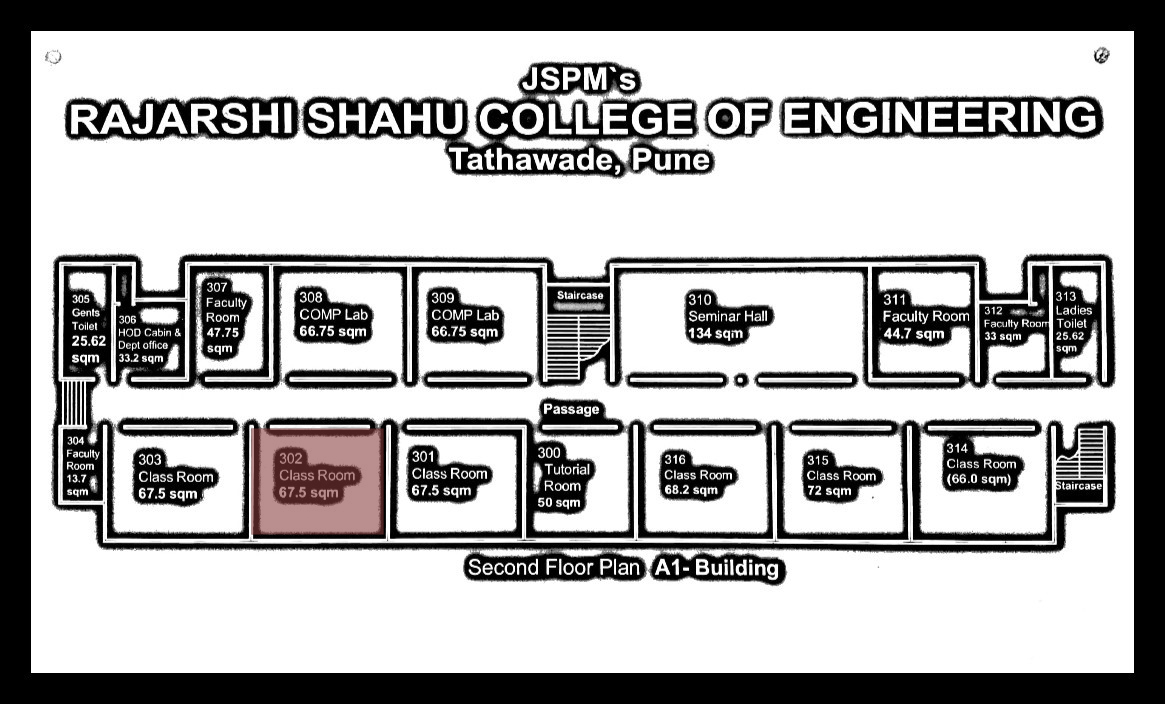 JSPM`s
RAJARSHI SHAHU COLLEGE OF ENGINEERING
Tathawade, Pune
305
Gents
Toilet
25.62
sqm
306
HOD Cabin &
Dept office
33.2 sqm
307
Faculty
Room
47.75
sqm
308
COMP Lab
66.75 sqm
309
COMP Lab
66.75 sqm
Staircase
310
Seminar Hall
134 sqm
311
Faculty Room
44.7 sqm
312
Faculty Room
33 sqm
313
Ladies
Toilet
25.62
sqm
Passage
304
Faculty
Room
13.7
sqm
303
Class Room
67.5 sqm
302
Class Room
67.5 sqm
301
Class Room
67.5 sqm
300
Tutorial
Room
50 sqm
316
Class Room
68.2 sqm
315
Class Room
72 sqm
314
Class Room
(66.0 sqm)
Staircase
Second Floor Plan A1- Building